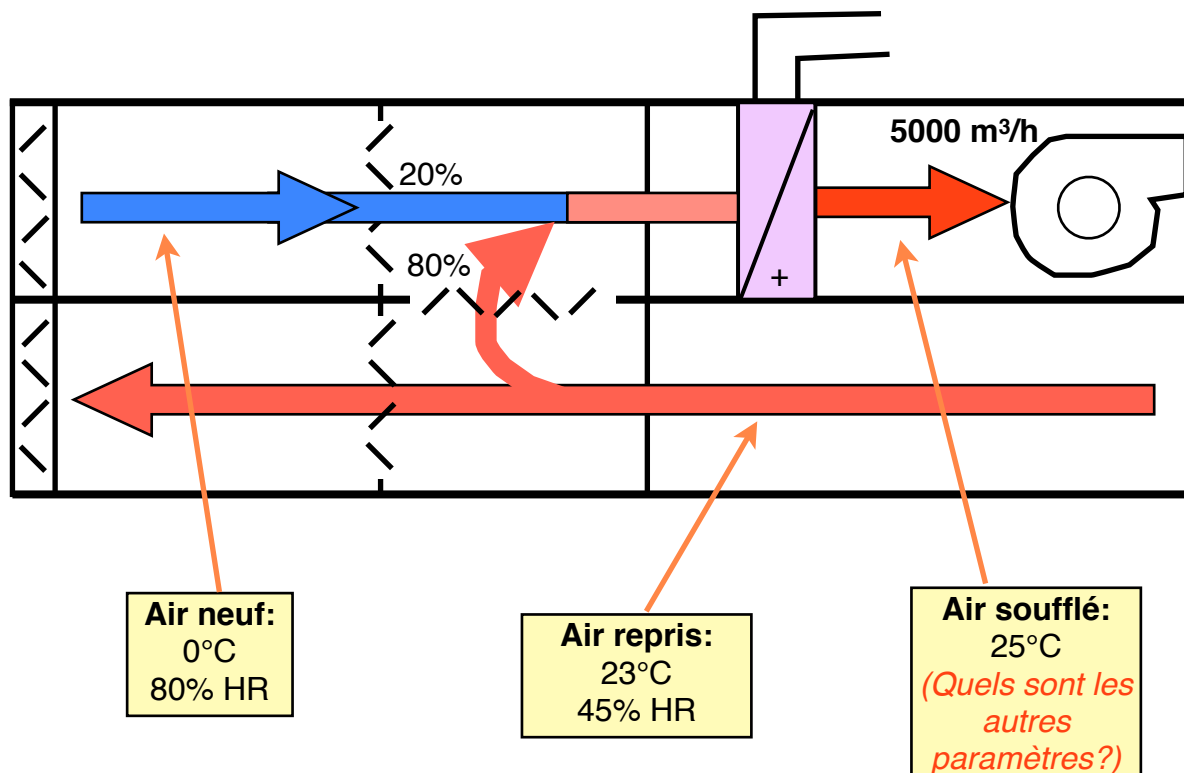 5000 m³/h
20%
80%
+
Air neuf:
0°C
80% HR
Air repris:
23°C
45% HR
Air soufflé:
25°C
(Quels sont les
autres
paramètres?)